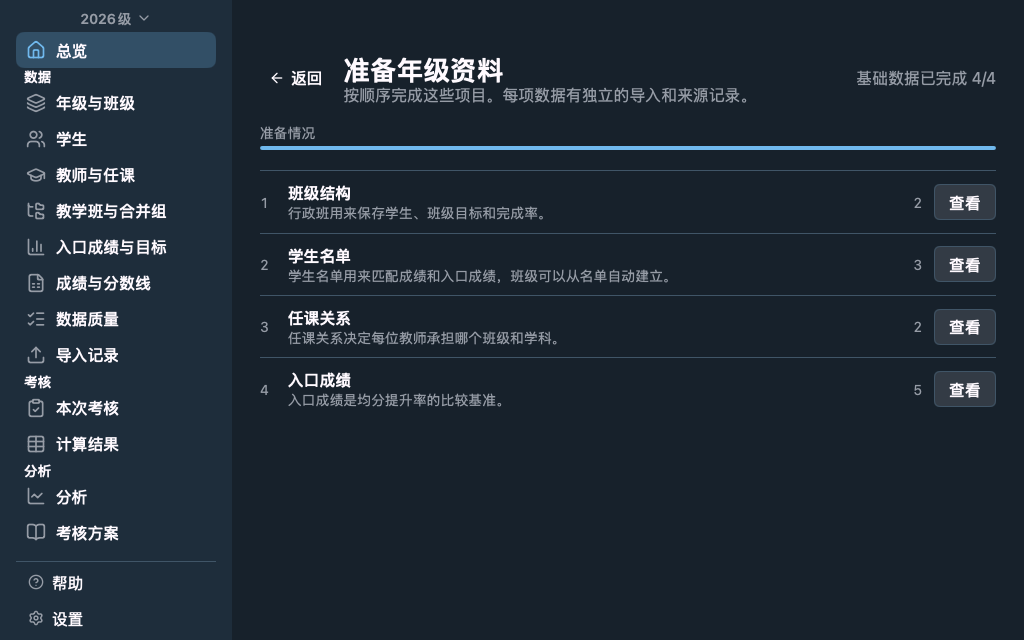 2026级
总览
数据
年级与班级
学生
教师与任课
教学班与合并组
入口成绩与目标
成绩与分数线
数据质量
导入记录
考核
本次考核
计算结果
分析
分析
考核方案
帮助
设置
返回
准备年级资料
按顺序完成这些项目。每项数据有独立的导入和来源记录。
基础数据已完成 4/4
准备情况
1
班级结构
行政班用来保存学生、班级目标和完成率。
2
查看
2
学生名单
学生名单用来匹配成绩和入口成绩，班级可以从名单自动建立。
3
查看
3
任课关系
任课关系决定每位教师承担哪个班级和学科。
2
查看
4
入口成绩
入口成绩是均分提升率的比较基准。
5
查看